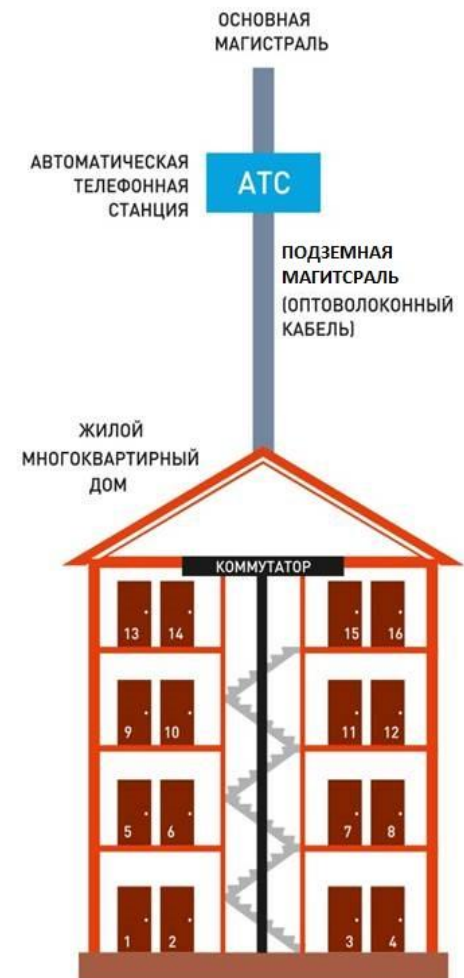 ОСНОВНАЯ
МАГИСТРАЛЬ
АВТОМАТИЧЕСКАЯ
ТЕЛЕФОННАЯ
СТАНЦИЯ
АТС
ПОДЗЕМНАЯ
МАГИТСРАЛЬ
(ОПТОВОЛОКОННЫЙ
КАБЕЛЬ)
ЖИЛОЙ
МНОГОКВАРТИРНЫЙ
ДОМ
КОММУТАТОР
13 14 15 16
9 10 11 12
5 6 7 8
1 2 3 4